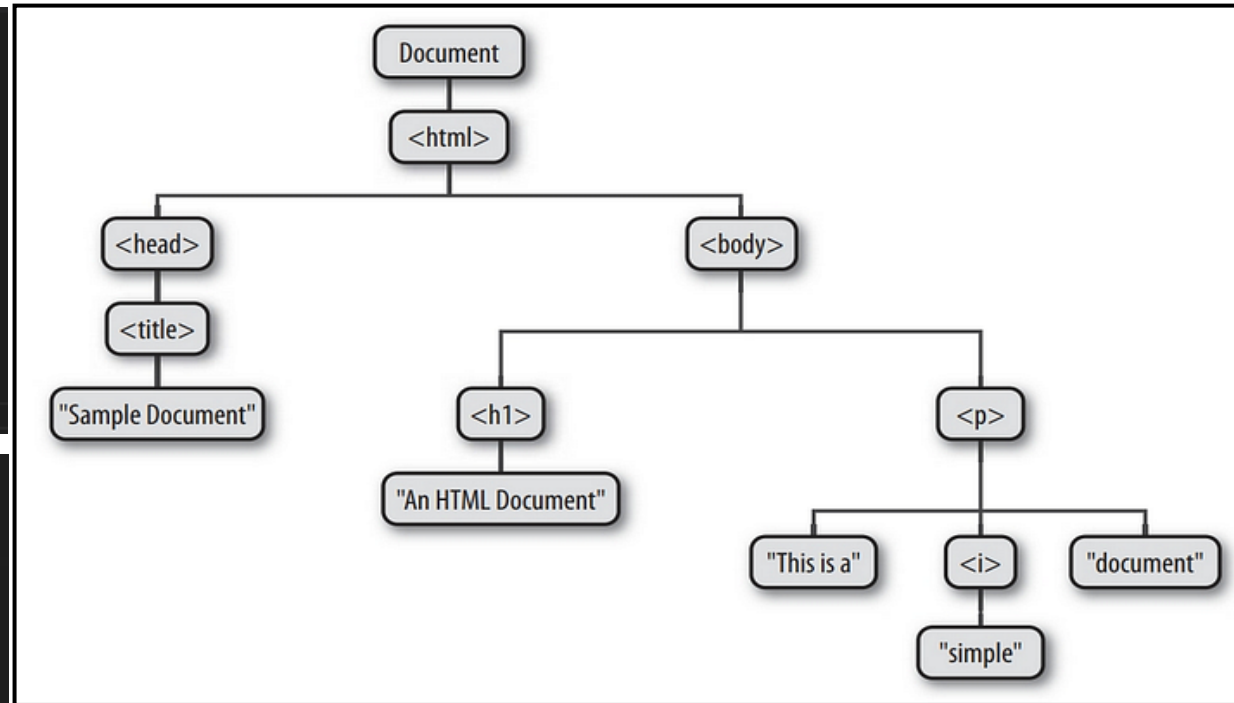 Document
<html>
<head> <body>
<title>
"Sample Document" <h1> <p>
"An HTML Document"
"This is a" <i> "document"
"simple"